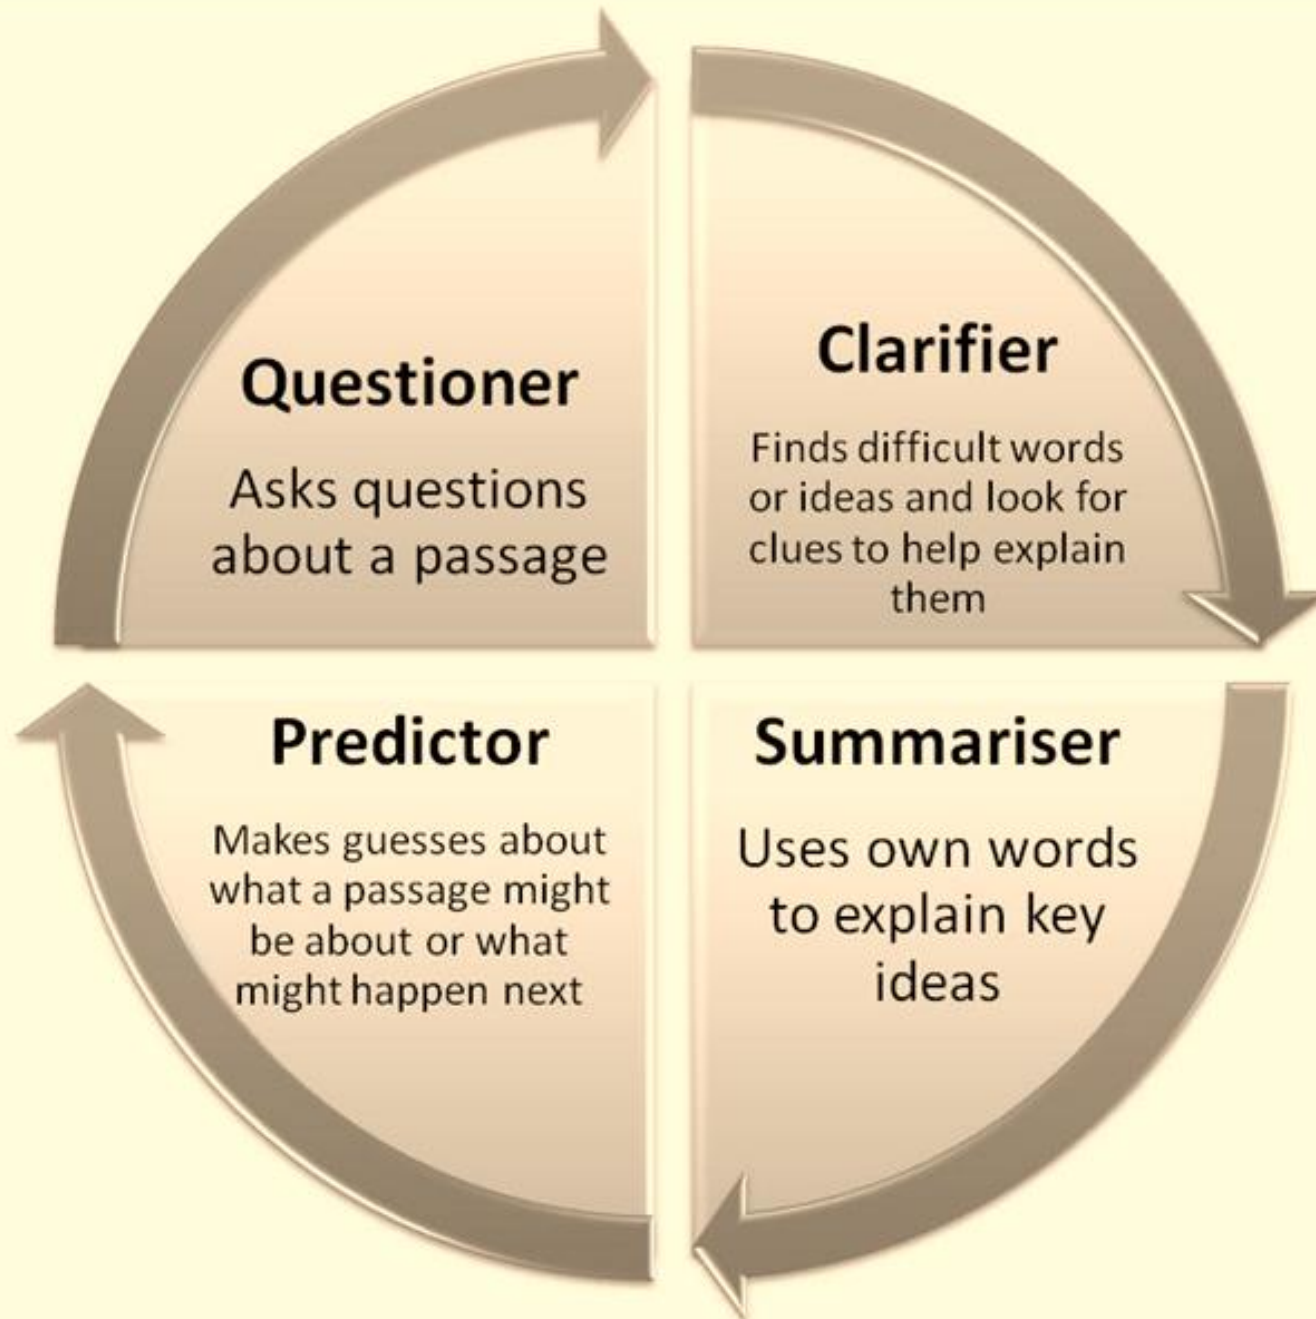 Questioner
Asks questions
about a passage
Clarifier
Finds difficult words
or ideas and look for
clues to help explain
them
Predictor
Makes guesses about
what a passage might
be about or what
might happen next
Summariser
Uses own words
to explain key
ideas